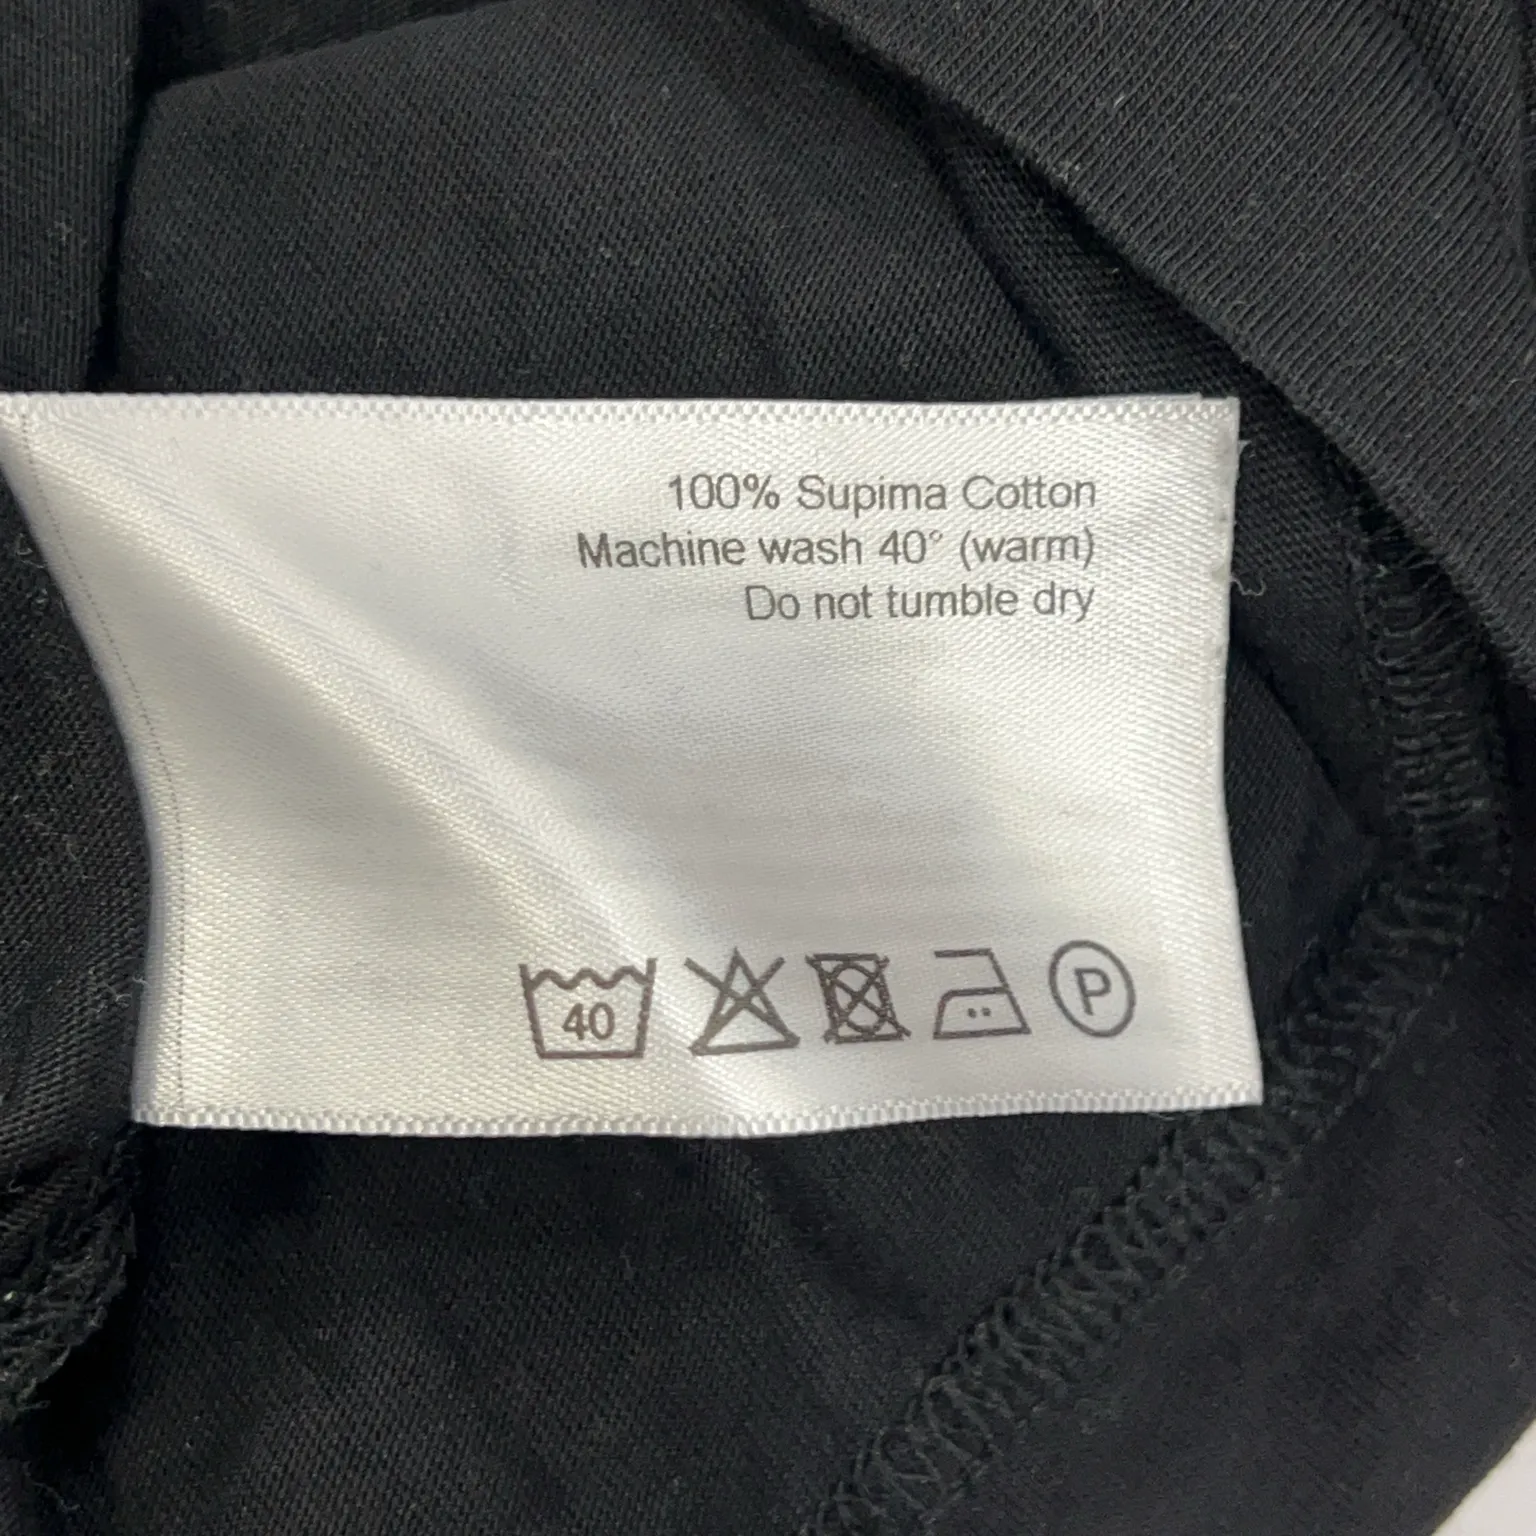 100% Supima Cotton
Machine wash 40° (warm)
Do not tumble dry
40 P